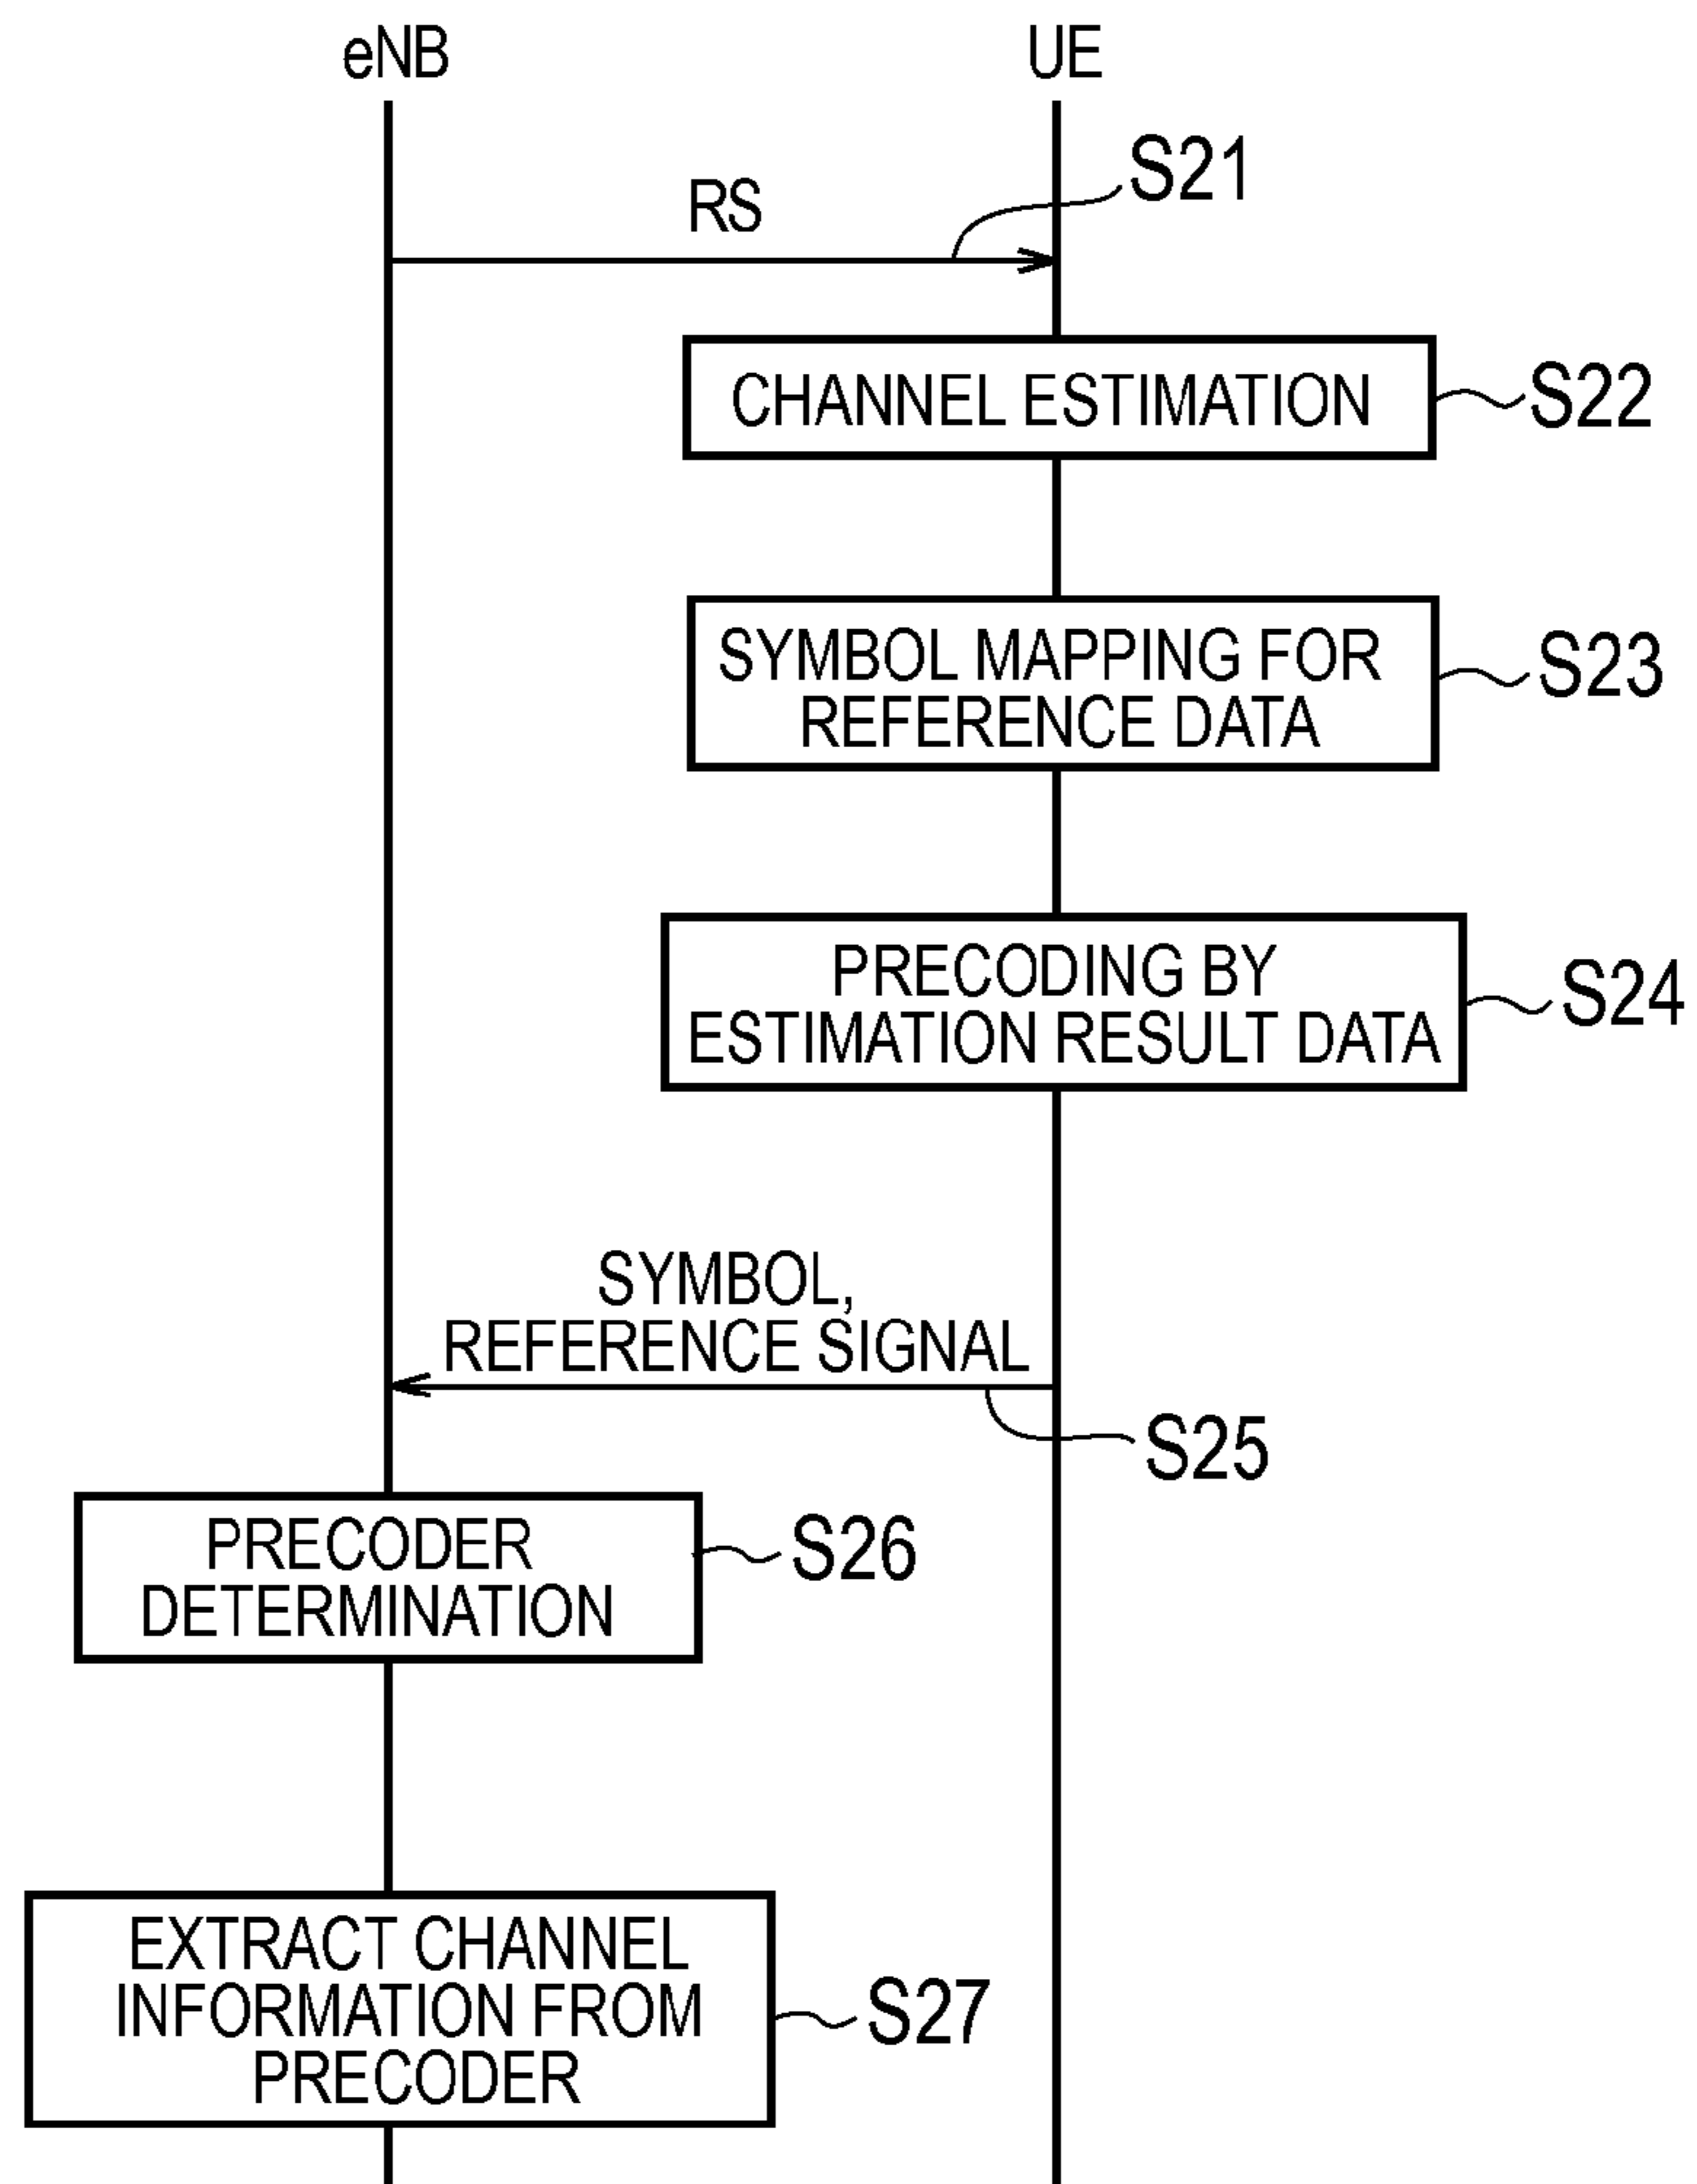 eNB
UE
S21
RS
CHANNEL ESTIMATION
S22
SYMBOL MAPPING FOR
REFERENCE DATA
S23
PRECODING BY
ESTIMATION RESULT DATA
S24
SYMBOL,
REFERENCE SIGNAL
S25
PRECODER
DETERMINATION
S26
EXTRACT CHANNEL
INFORMATION FROM
PRECODER
S27